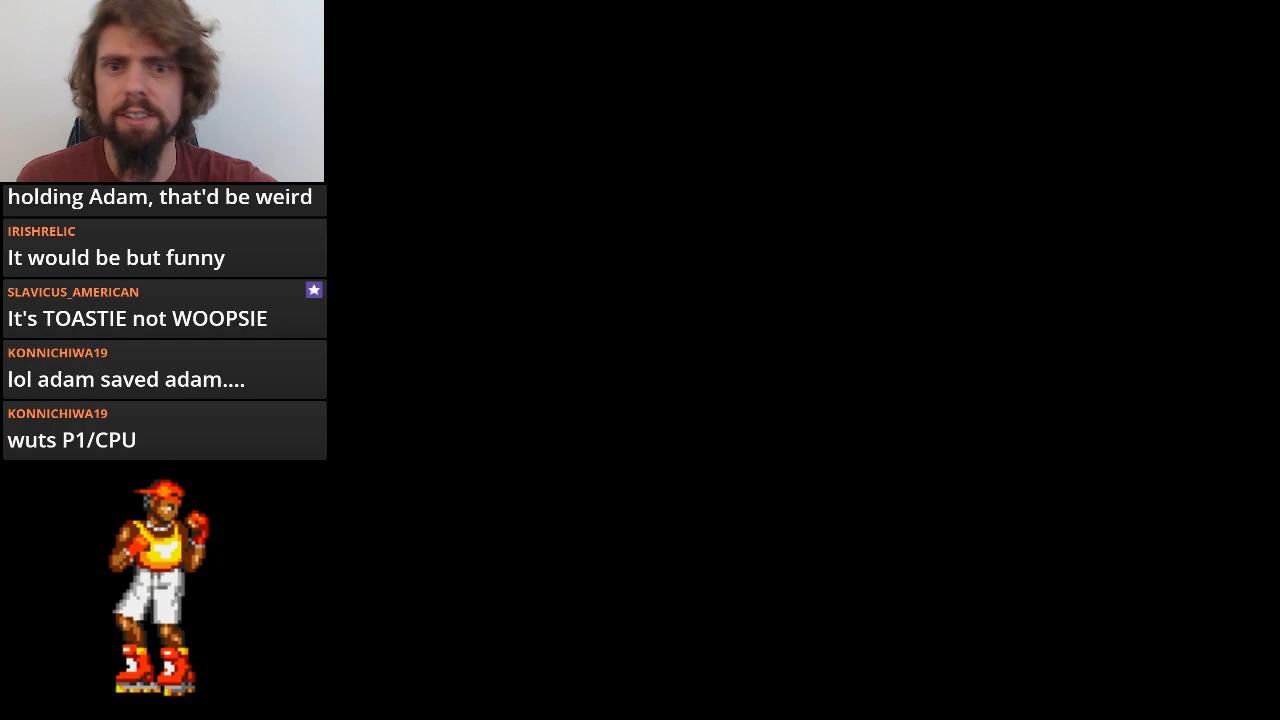 holding Adam, that'd be weird
IRISHRELIC
It would be but funny
SLAVICUS_AMERICAN
It's TOASTIE not WOOPSIE
KONNICHIWA19
lol adam saved adam....
KONNICHIWA19
wuts P1/CPU